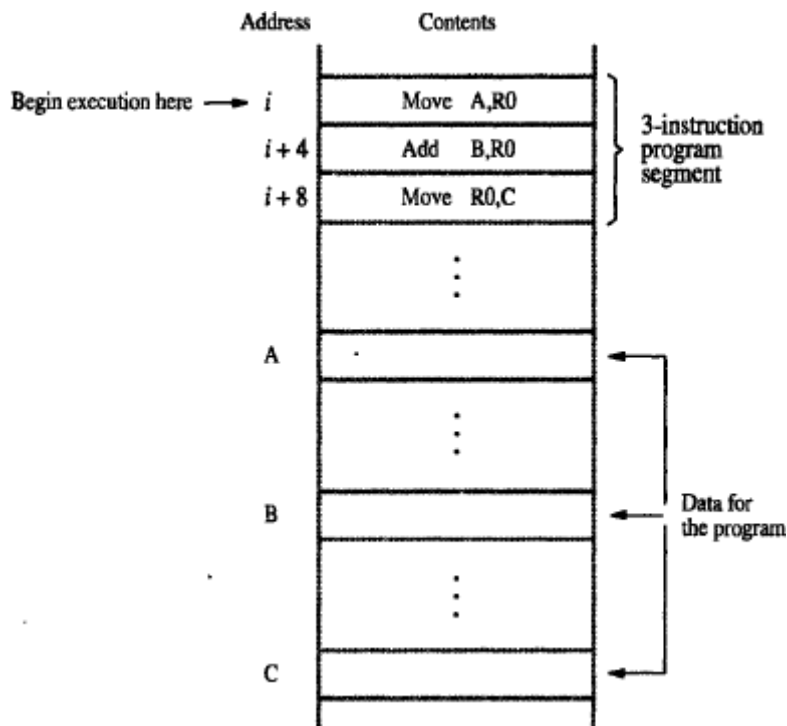 Address Contents
Begin execution here i Move A,R0
i + 4 Add B,R0
i + 8 Move R0,C
3-instruction
program
segment
A
B
Data for
the program
C